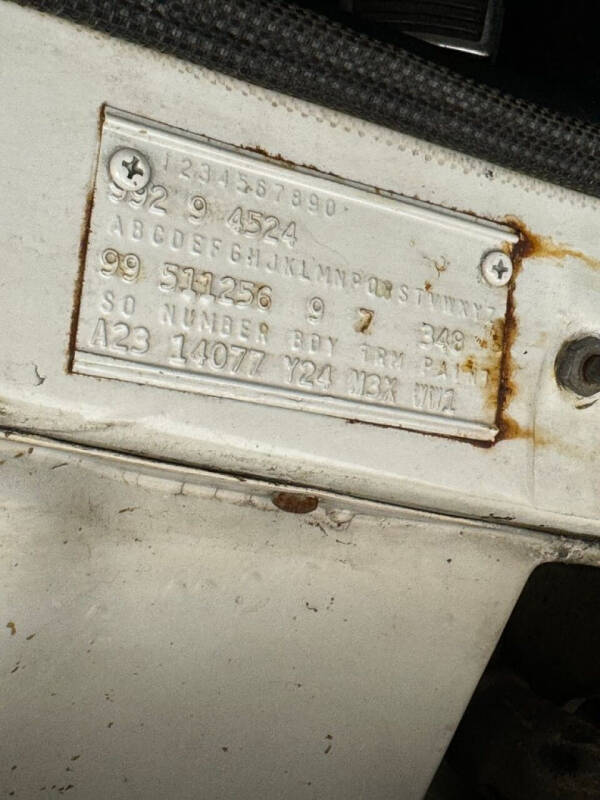 1234567890
992 9 4524
ABCDEFGHJKLMNPQRSTVWXYZ
99 511256 9 7 348
SO NUMBER BDY TRM PAINT
A23 14077 Y24 M3X WW1